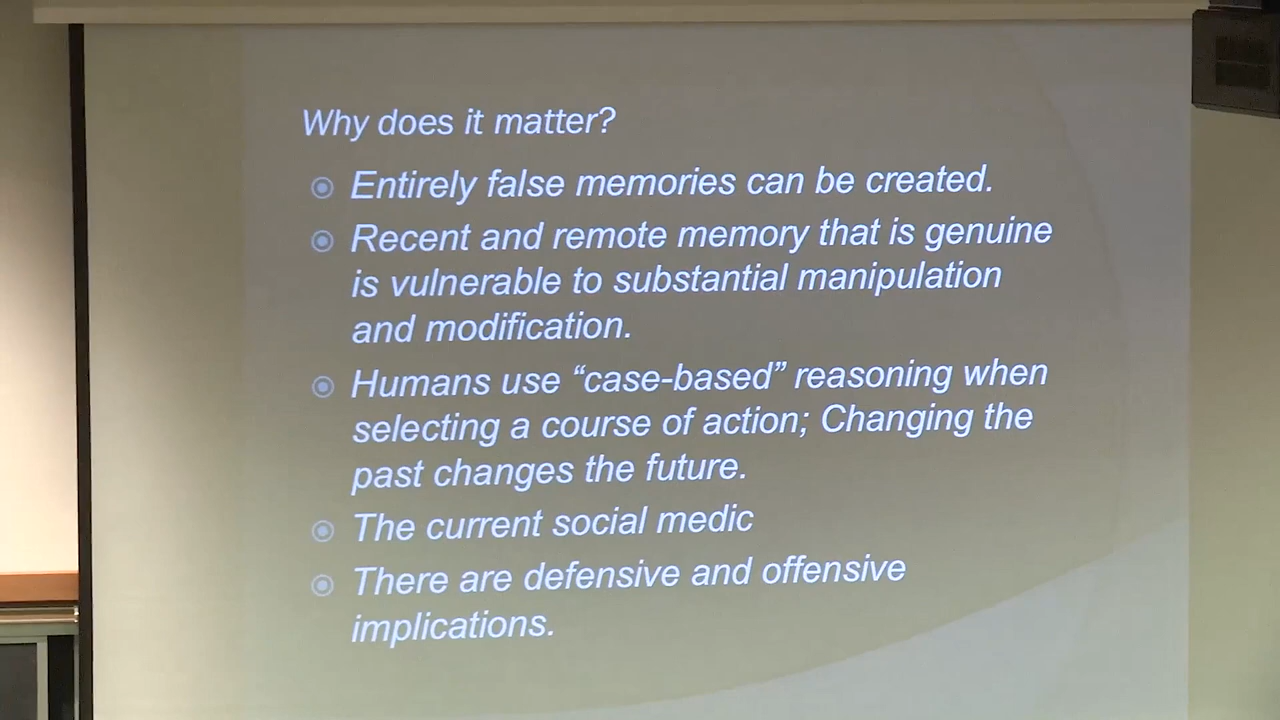 Why does it matter?
Entirely false memories can be created.
Recent and remote memory that is genuine
is vulnerable to substantial manipulation
and modification.
Humans use “case-based” reasoning when
selecting a course of action; Changing the
past changes the future.
The current social medic
There are defensive and offensive
implications.